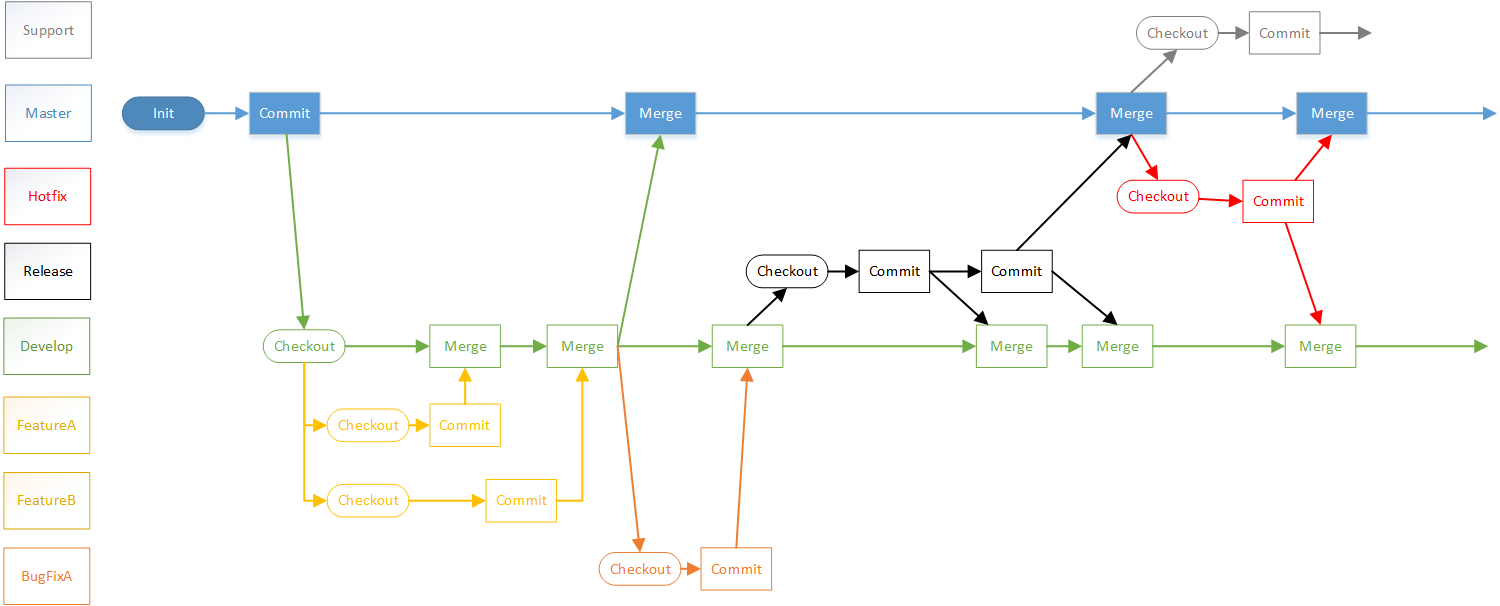 Support
Checkout
Commit
Master
Init
Commit
Merge
Merge
Merge
Hotfix
Checkout
Commit
Release
Checkout
Commit
Commit
Develop
Checkout
Merge
Merge
Merge
Merge
Merge
Merge
FeatureA
Checkout
Commit
FeatureB
Checkout
Commit
BugFixA
Checkout
Commit